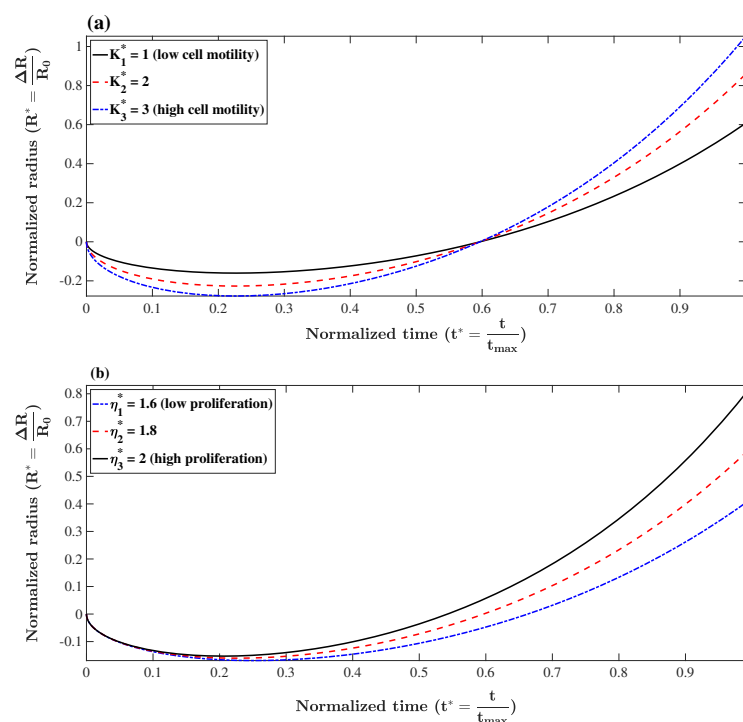 (a)
K₁* = 1 (low cell motility)
K₂* = 2
K₃* = 3 (high cell motility)
Normalized radius (R* = ΔR/R₀)
1
0.8
0.6
0.4
0.2
0
-0.2
0 0.1 0.2 0.3 0.4 0.5 0.6 0.7 0.8 0.9
Normalized time (t* = t/t_max)
(b)
η₁* = 1.6 (low proliferation)
η₂* = 1.8
η₃* = 2 (high proliferation)
Normalized radius (R* = ΔR/R₀)
0.8
0.7
0.6
0.5
0.4
0.3
0.2
0.1
0
-0.1
0 0.1 0.2 0.3 0.4 0.5 0.6 0.7 0.8 0.9
Normalized time (t* = t/t_max)